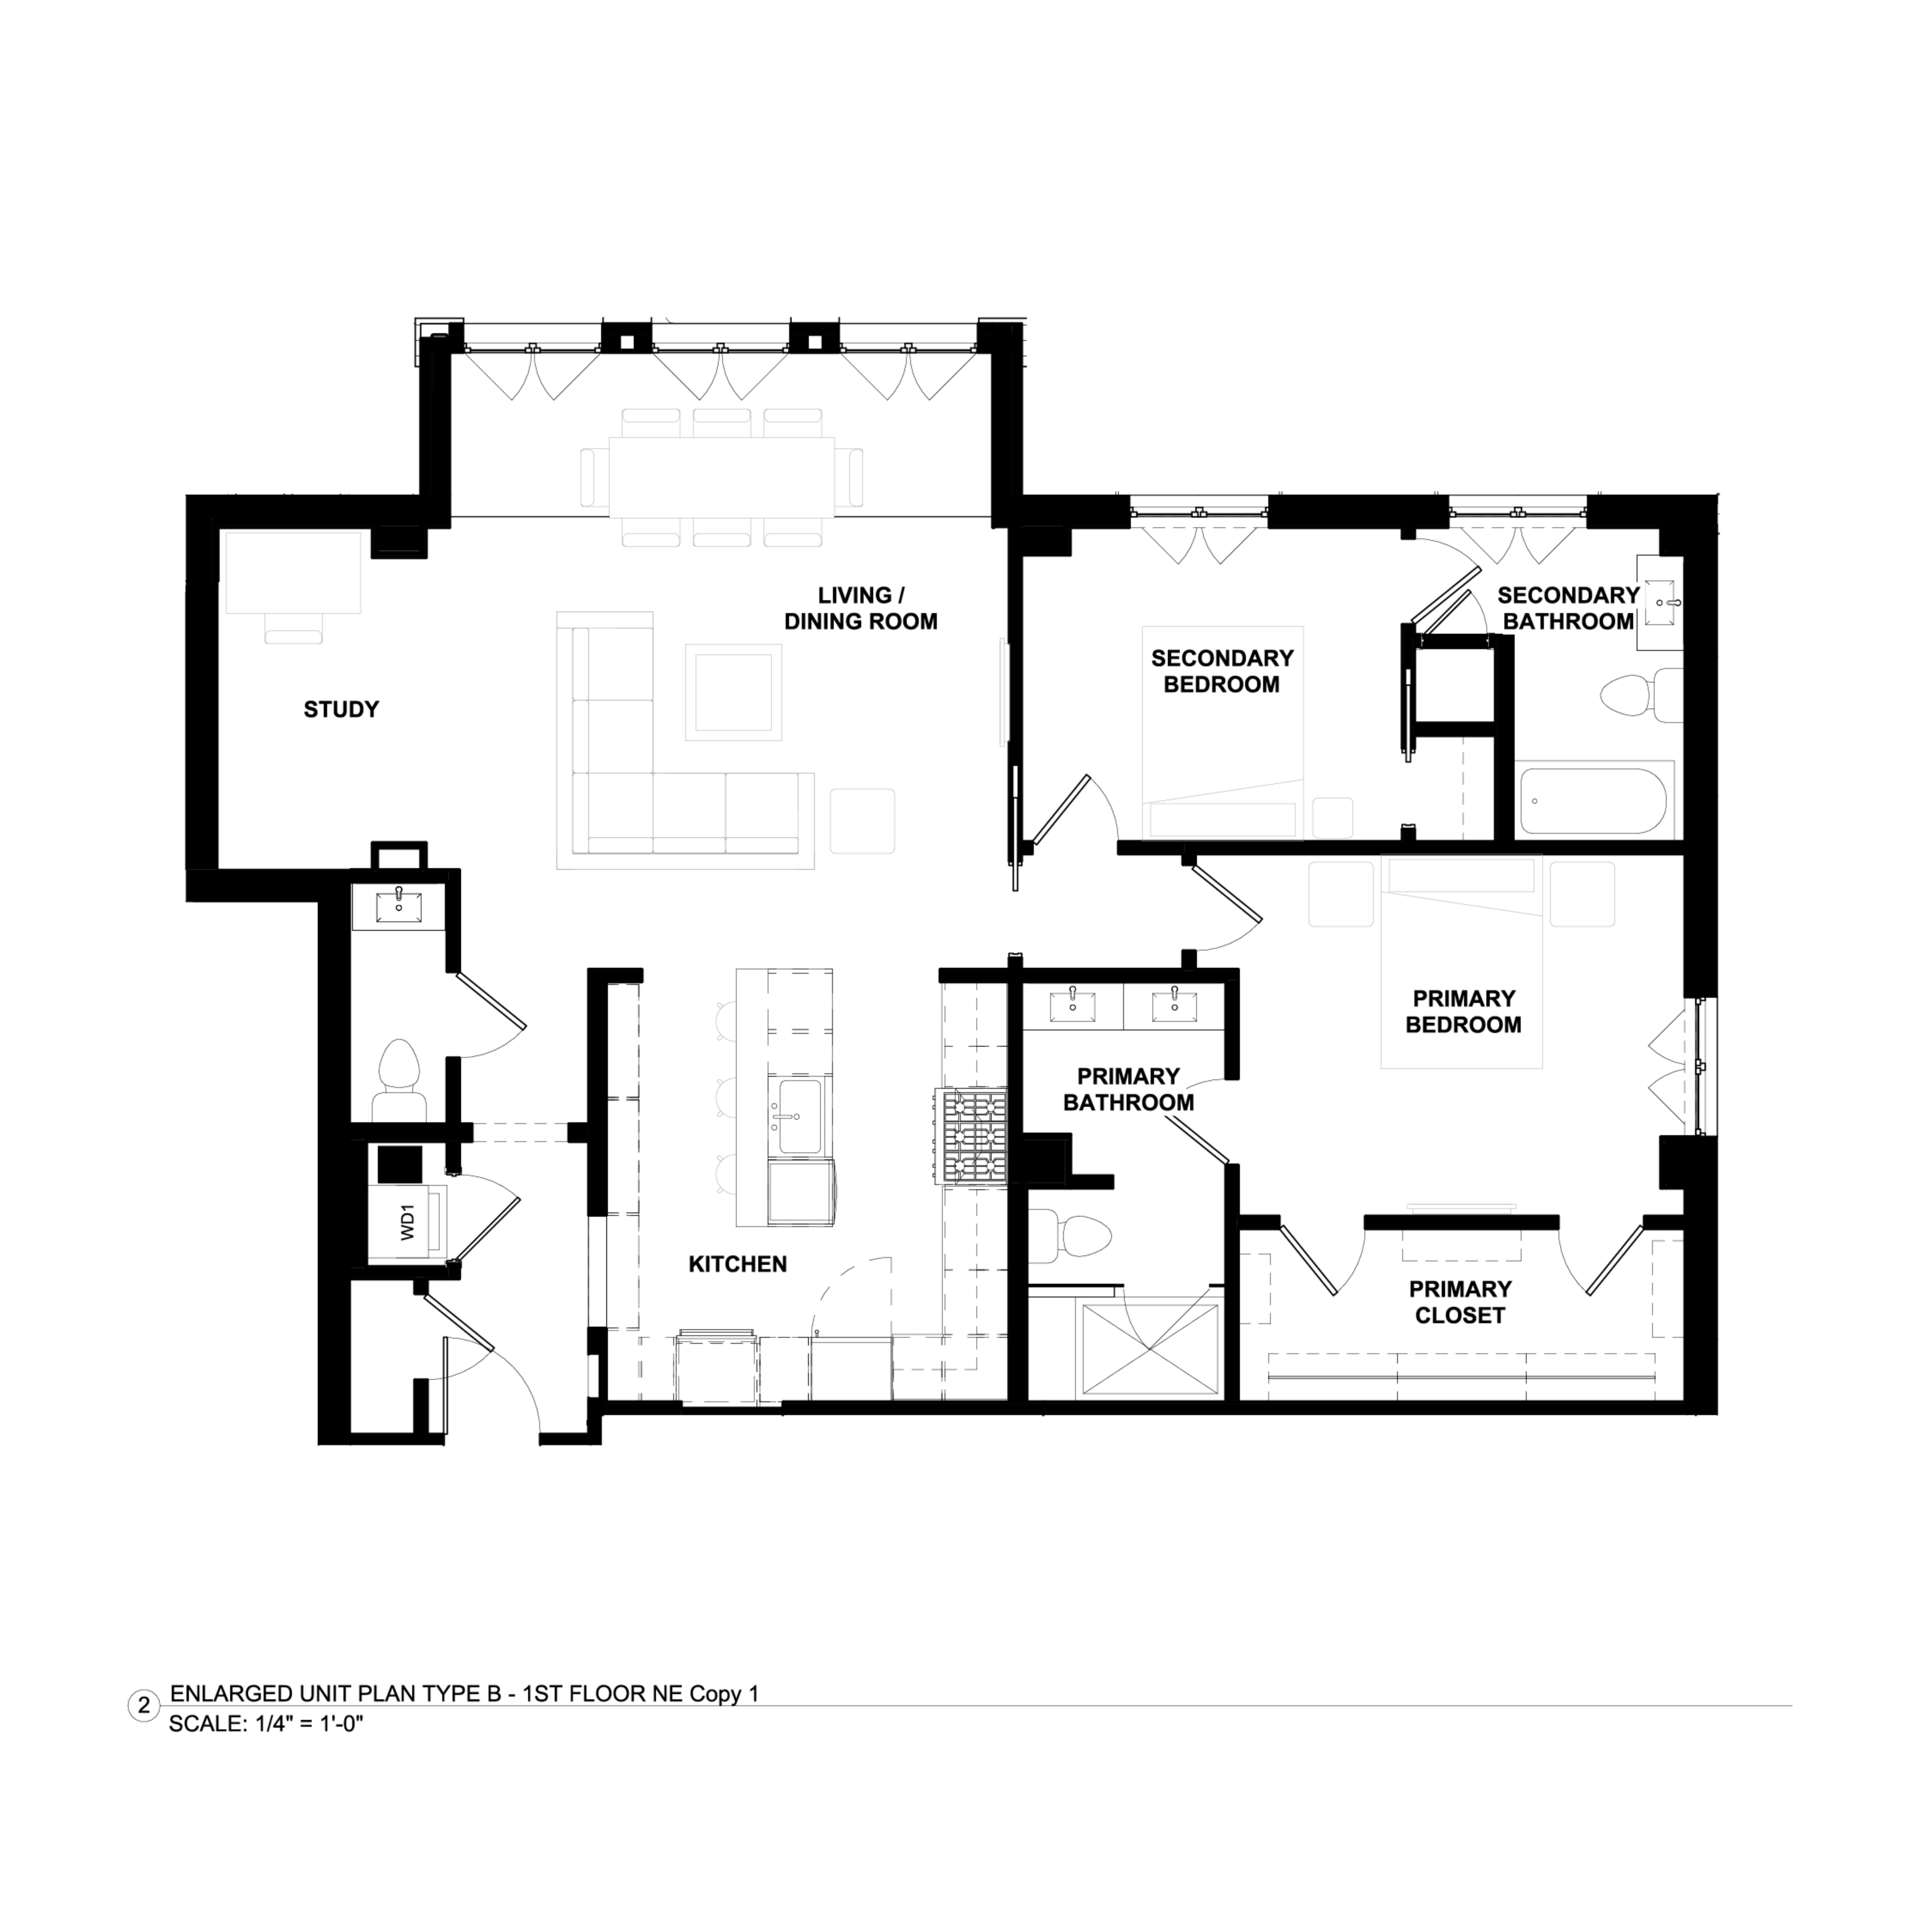 LIVING /
DINING ROOM
SECONDARY
BATHROOM
SECONDARY
BEDROOM
STUDY
PRIMARY
BEDROOM
PRIMARY
BATHROOM
WD1
KITCHEN
PRIMARY
CLOSET
2
ENLARGED UNIT PLAN TYPE B - 1ST FLOOR NE Copy 1
SCALE: 1/4" = 1'-0"